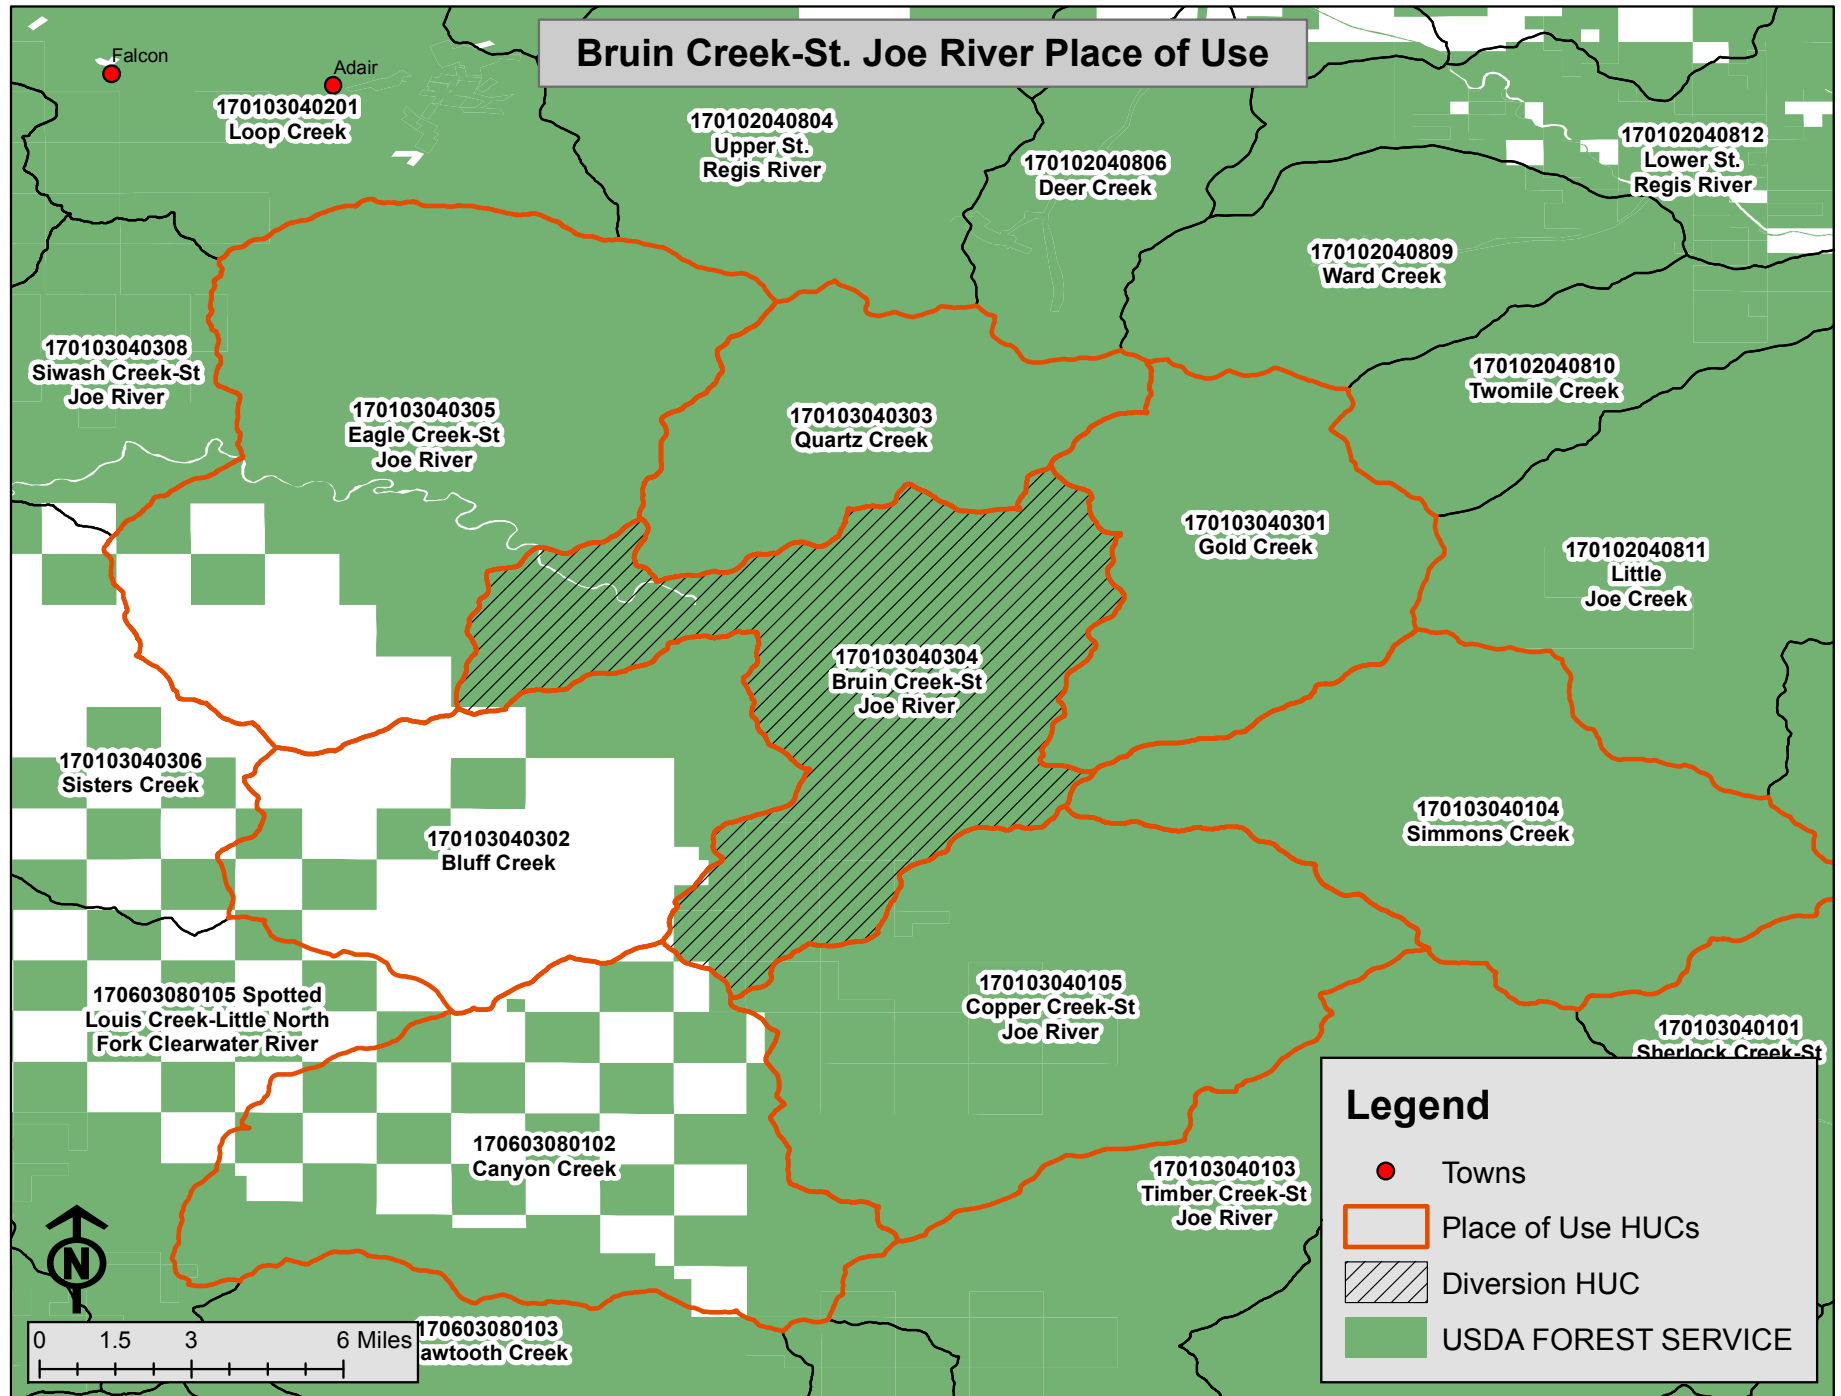 Bruin Creek-St. Joe River Place of Use
Falcon
Adair
170103040201
Loop Creek
170102040804
Upper St.
Regis River
170102040806
Deer Creek
170102040812
Lower St.
Regis River
170102040809
Ward Creek
170103040308
Siwash Creek-St
Joe River
170102040810
Twomile Creek
170103040305
Eagle Creek-St
Joe River
170103040303
Quartz Creek
170103040301
Gold Creek
170102040811
Little
Joe Creek
170103040304
Bruin Creek-St
Joe River
170103040306
Sisters Creek
170103040302
Bluff Creek
170103040104
Simmons Creek
170603080105 Spotted
Louis Creek-Little North
Fork Clearwater River
170103040105
Copper Creek-St
Joe River
170103040101
Sherlock Creek-St
170603080102
Canyon Creek
170103040103
Timber Creek-St
Joe River
170603080103
awtooth Creek
Legend
Towns
Place of Use HUCs
Diversion HUC
USDA FOREST SERVICE
N
0 1.5 3 6 Miles